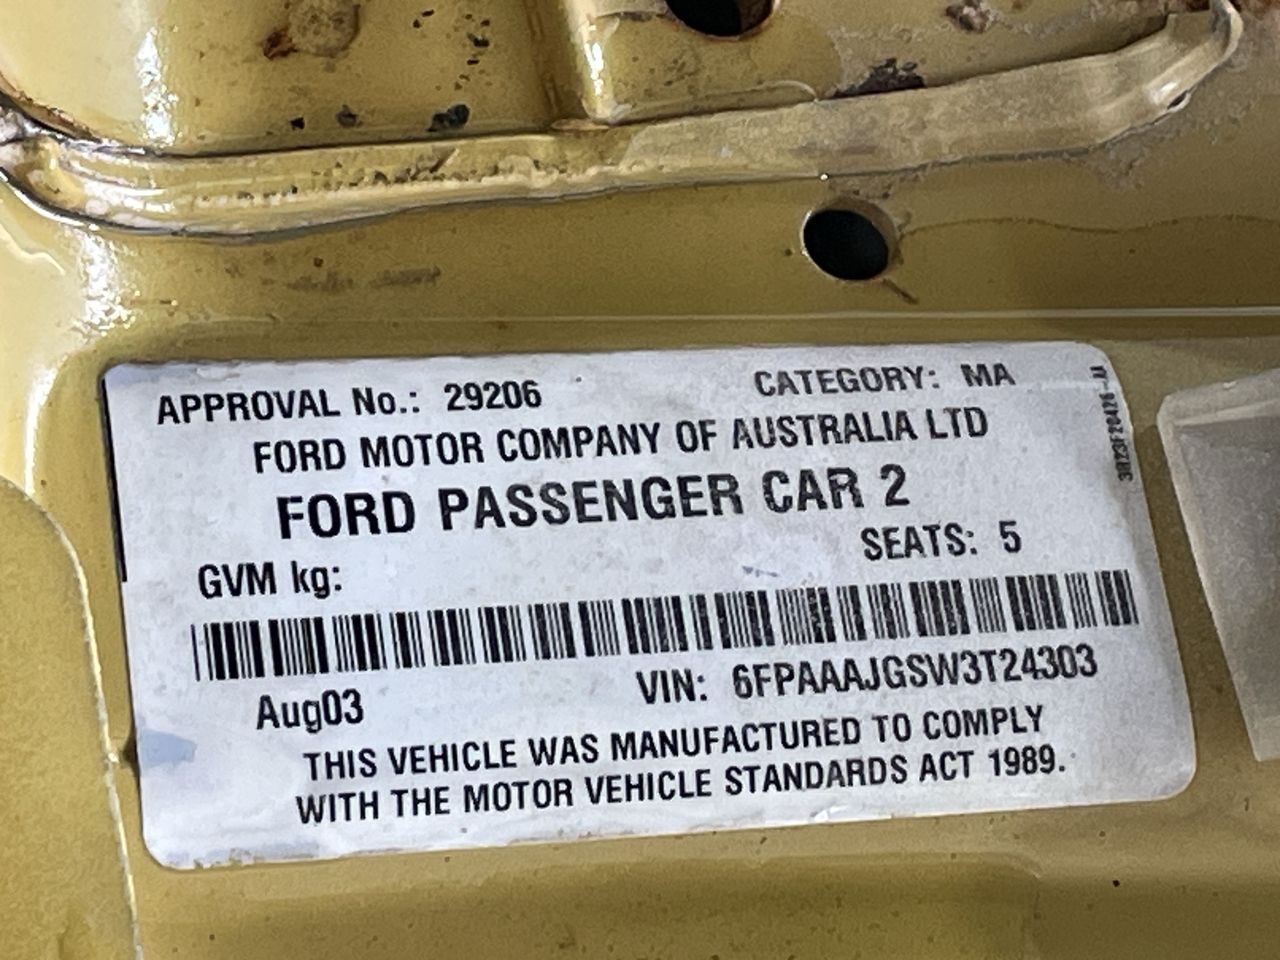 APPROVAL No.: 29206 CATEGORY: MA
FORD MOTOR COMPANY OF AUSTRALIA LTD
FORD PASSENGER CAR 2
SEATS: 5
GVM kg:
Aug03 VIN: 6FPAAAJGSW3T24303
THIS VEHICLE WAS MANUFACTURED TO COMPLY
WITH THE MOTOR VEHICLE STANDARDS ACT 1989.